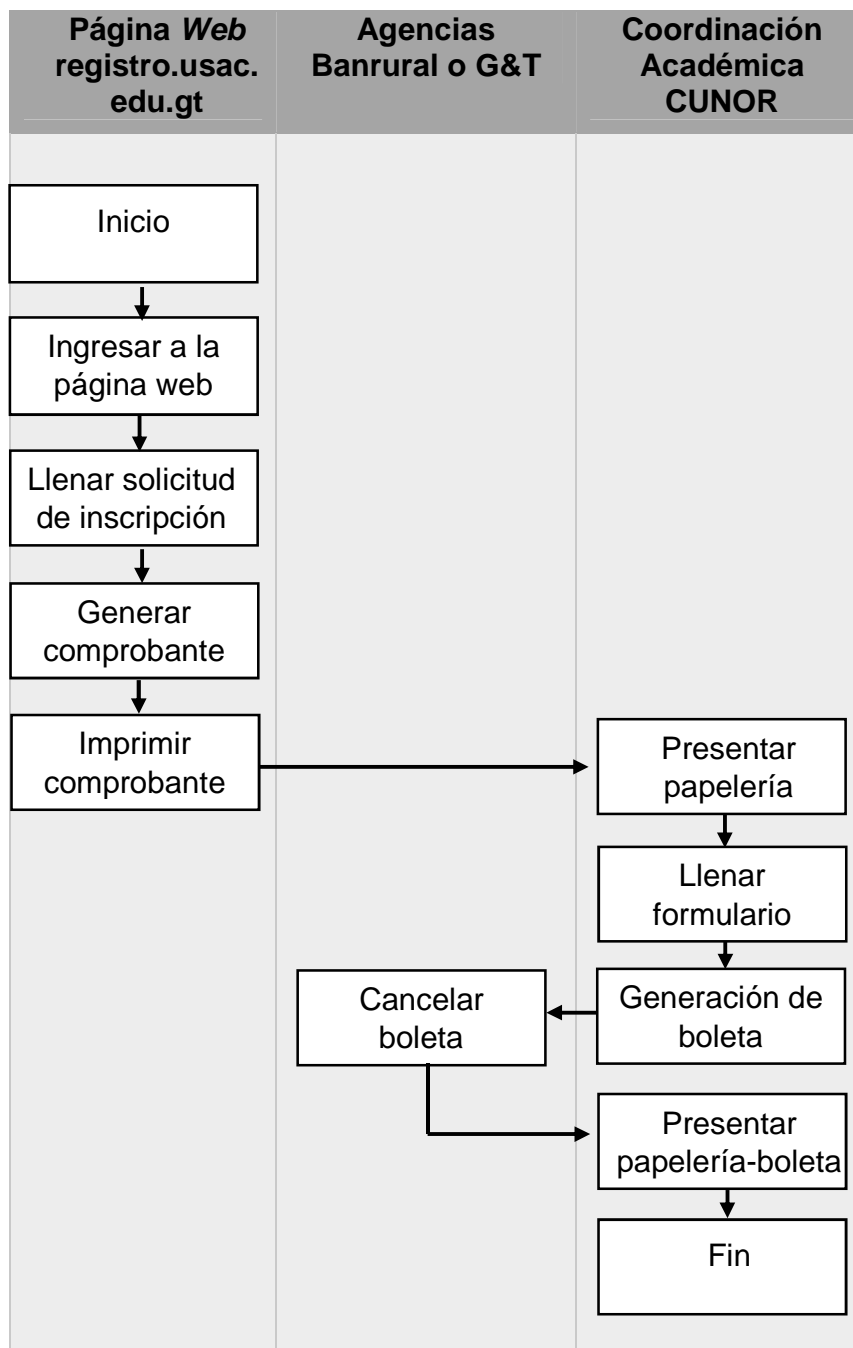 Página Web
registro.usac.
edu.gt
Agencias
Banrural o G&T
Coordinación
Académica
CUNOR
Inicio
Ingresar a la
página web
Llenar solicitud
de inscripción
Generar
comprobante
Imprimir
comprobante
Presentar
papelería
Llenar
formulario
Generación de
boleta
Cancelar
boleta
Presentar
papelería-boleta
Fin